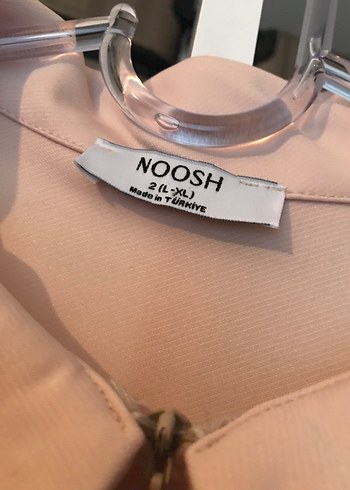 NOOSH
2 (L-XL)
Made in TÜRKİYE